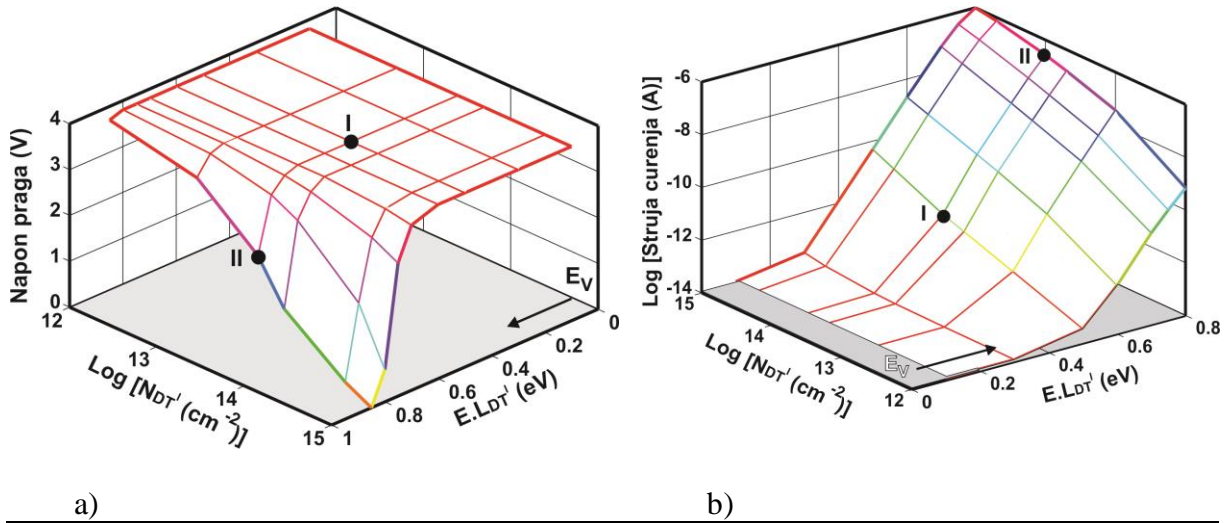 4
3
2
1
0
Napon praga (V)
I
II
E_V
12
13
14
15
Log [N_DT^I (cm^-2)]
1
0.8
0.6
0.4
0.2
0
E.L_DT^I (eV)
a)
-6
-8
-10
-12
-14
Log [Struja curenja (A)]
II
I
E_V
15
14
13
12
Log [N_DT^I (cm^-2)]
0
0.2
0.4
0.6
0.8
E.L_DT^I (eV)
b)